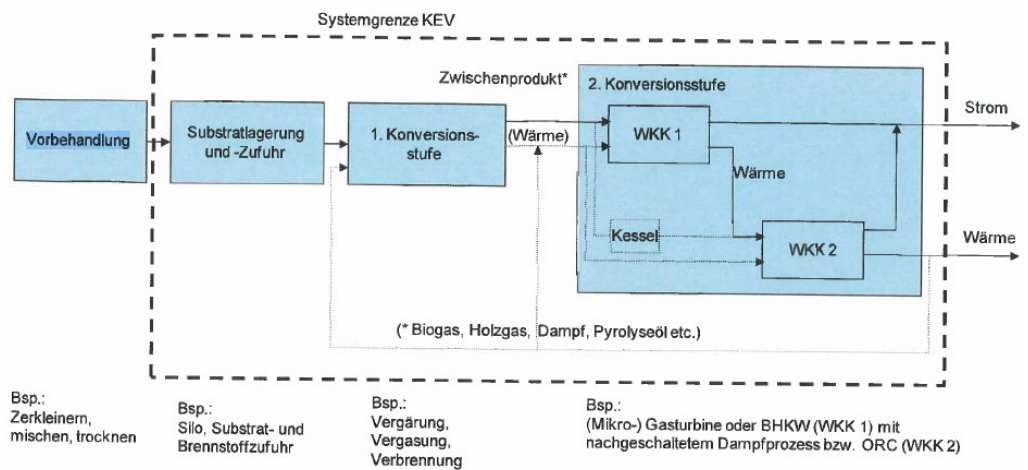 Systemgrenze KEV
Zwischenprodukt*
2. Konversionsstufe
Strom
Vorbehandlung
Substratlagerung
und -Zufuhr
1. Konversions-
stufe
(Wärme)
WKK 1
Wärme
Kessel
WKK 2
Wärme
(* Biogas, Holzgas, Dampf, Pyrolyseöl etc.)
Bsp.:
Zerkleinern,
mischen, trocknen
Bsp.:
Silo, Substrat- und
Brennstoffzufuhr
Bsp.:
Vergärung,
Vergasung,
Verbrennung
Bsp.:
(Mikro-) Gasturbine oder BHKW (WKK 1) mit
nachgeschaltetem Dampfprozess bzw. ORC (WKK 2)